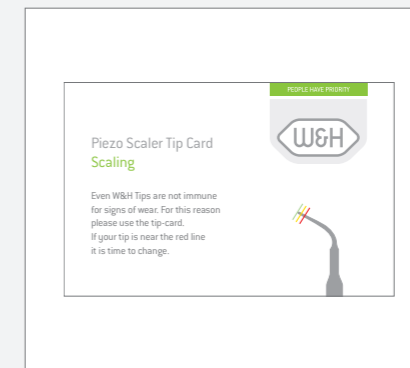 PEOPLE HAVE PRIORITY
W&H
Piezo Scaler Tip Card
Scaling
Even W&H Tips are not immune
for signs of wear. For this reason
please use the tip-card.
If your tip is near the red line
it is time to change.